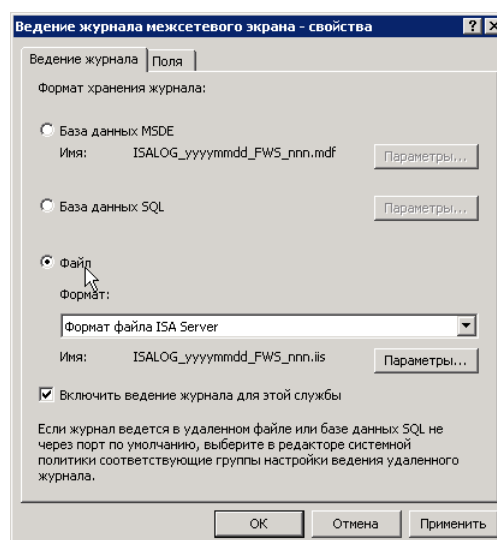 Ведение журнала межсетевого экрана - свойства
Ведение журнала
Поля
Формат хранения журнала:
База данных MSDE
Имя: ISALOG_yyyymmdd_FWS_nnn.mdf
Параметры...
База данных SQL
Параметры...
Файл
Формат:
Формат файла ISA Server
Имя: ISALOG_yyyymmdd_FWS_nnn.iis
Параметры...
Включить ведение журнала для этой службы
Если журнал ведется в удаленном файле или базе данных SQL не
через порт по умолчанию, выберите в редакторе системной
политики соответствующие группы настройки ведения удаленного
журнала.
OK
Отмена
Применить